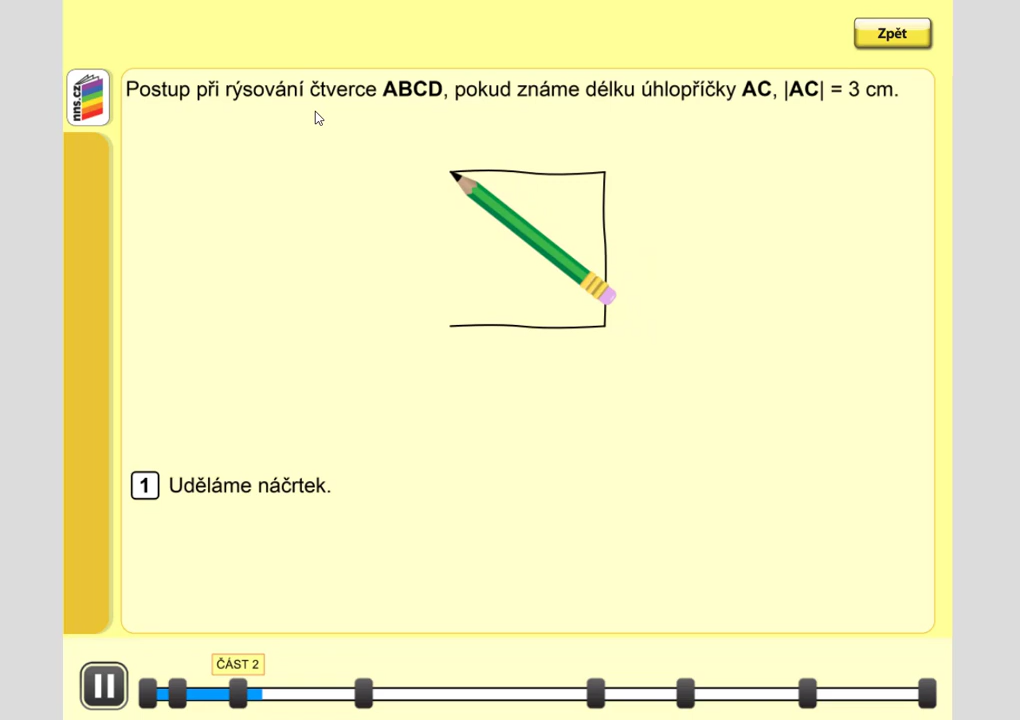 Zpět
nns.cz
Postup při rýsování čtverce ABCD, pokud známe délku úhlopříčky AC, |AC| = 3 cm.
1 Uděláme náčrtek.
ČÁST 2